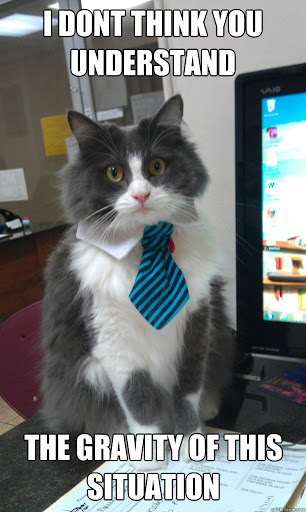 I DONT THINK YOU
UNDERSTAND
VAIO
THE GRAVITY OF THIS
SITUATION